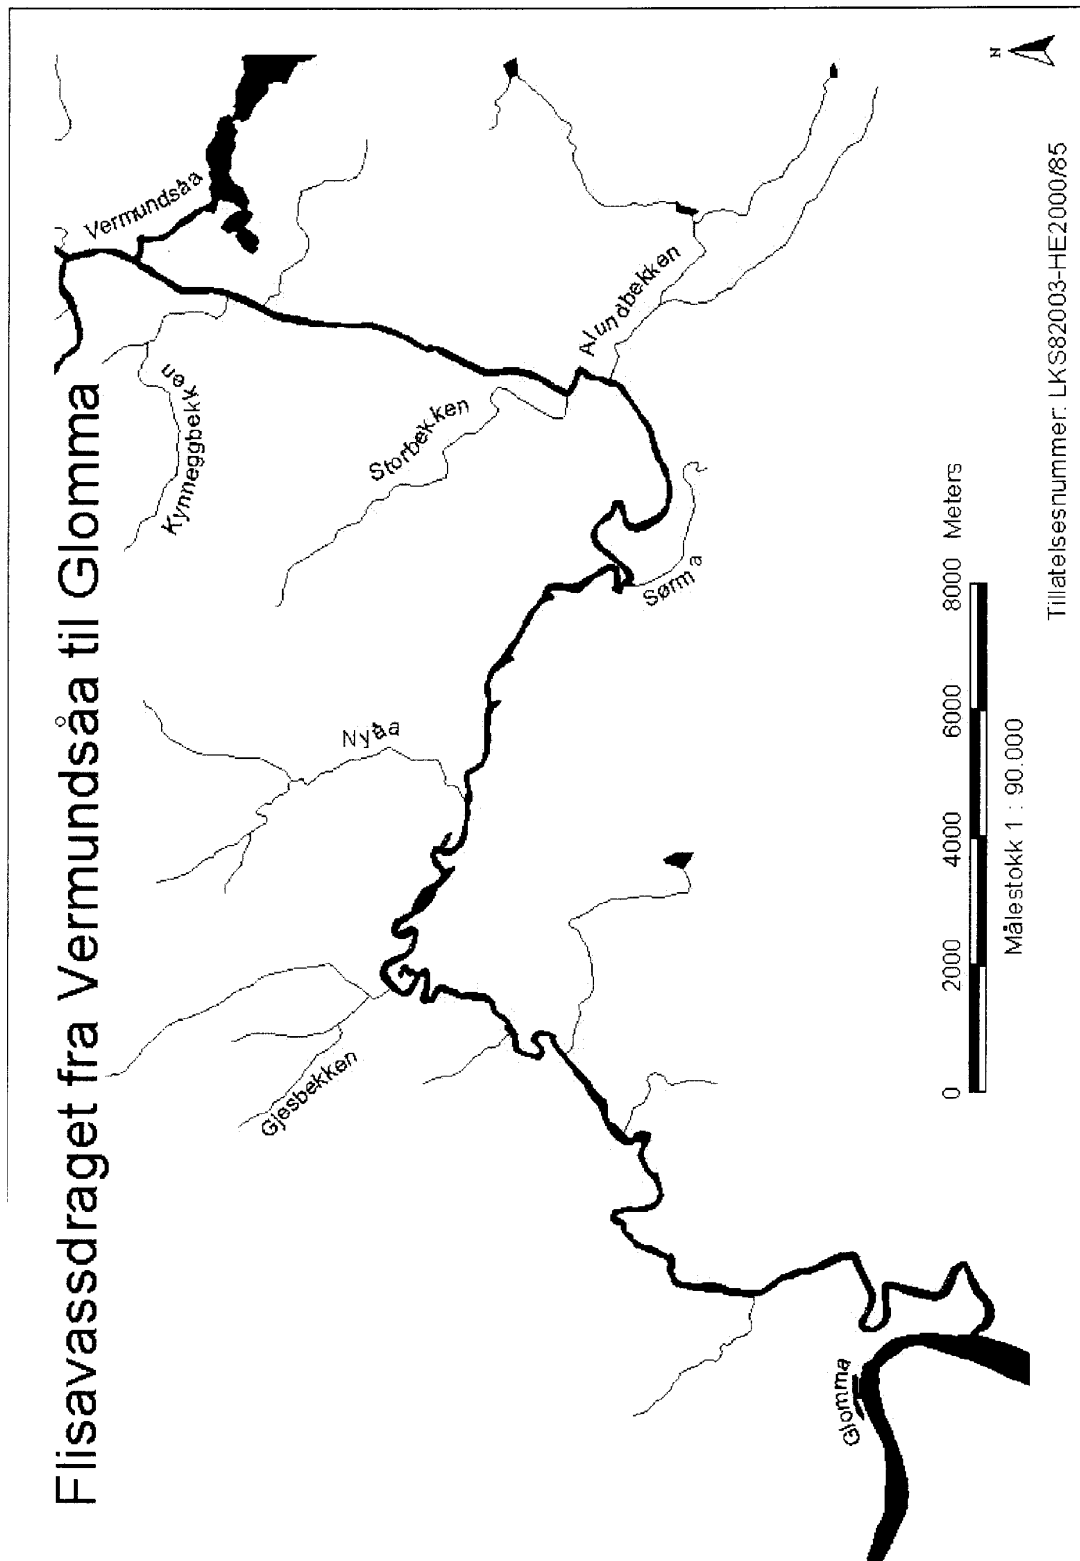 Flisavassdraget fra Vermundsåa til Glomma
N
Vermundsåa
Kynneggbekken
Storbekken
Alundbekken
Sørma
Nyåa
Gjesbekken
Glomma
0 2000 4000 6000 8000 Meters
Målestokk 1 : 90.000
Tillatelsesnummer: LKS82003-HE2000/85